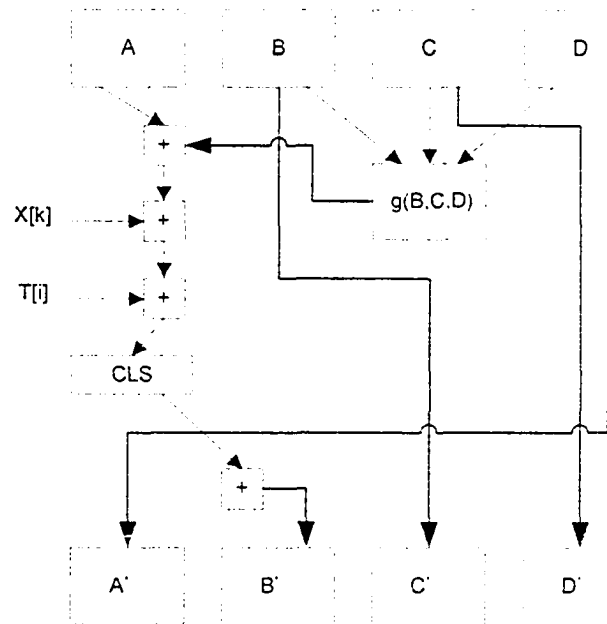 A B C D
+
g(B,C,D)
X[k] +
T[i] +
CLS
+
A' B' C' D'